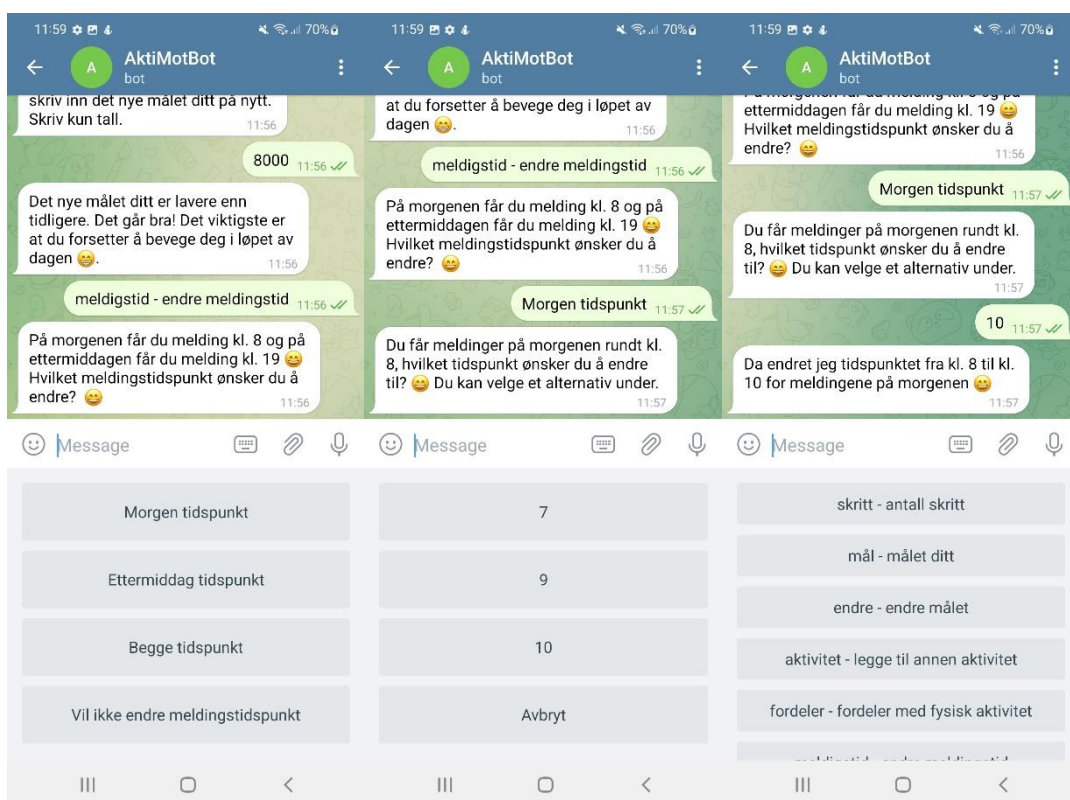 11:59
70%
AktiMotBot
bot
skriv inn det nye målet ditt på nytt.
Skriv kun tall.
11:56
8000 11:56
Det nye målet ditt er lavere enn
tidligere. Det går bra! Det viktigste er
at du forsetter å bevege deg i løpet av
dagen 😁.
11:56
meldigstid - endre meldingstid 11:56
På morgenen får du melding kl. 8 og på
ettermiddagen får du melding kl. 19 😄
Hvilket meldingstidspunkt ønsker du å
endre? 😄
11:56
Message
Morgen tidspunkt
Ettermiddag tidspunkt
Begge tidspunkt
Vil ikke endre meldingstidspunkt
11:59
70%
AktiMotBot
bot
at du forsetter å bevege deg i løpet av
dagen 😁.
11:56
meldigstid - endre meldingstid 11:56
På morgenen får du melding kl. 8 og på
ettermiddagen får du melding kl. 19 😄
Hvilket meldingstidspunkt ønsker du å
endre? 😄
11:56
Morgen tidspunkt 11:57
Du får meldinger på morgenen rundt kl.
8, hvilket tidspunkt ønsker du å endre
til? 😄 Du kan velge et alternativ under.
11:57
Message
7
9
10
Avbryt
11:59
70%
AktiMotBot
bot
ettermiddagen får du melding kl. 19 😄
Hvilket meldingstidspunkt ønsker du å
endre? 😄
11:56
Morgen tidspunkt 11:57
Du får meldinger på morgenen rundt kl.
8, hvilket tidspunkt ønsker du å endre
til? 😄 Du kan velge et alternativ under.
11:57
10 11:57
Da endret jeg tidspunktet fra kl. 8 til kl.
10 for meldingene på morgenen 😄
11:57
Message
skritt - antall skritt
mål - målet ditt
endre - endre målet
aktivitet - legge til annen aktivitet
fordeler - fordeler med fysisk aktivitet